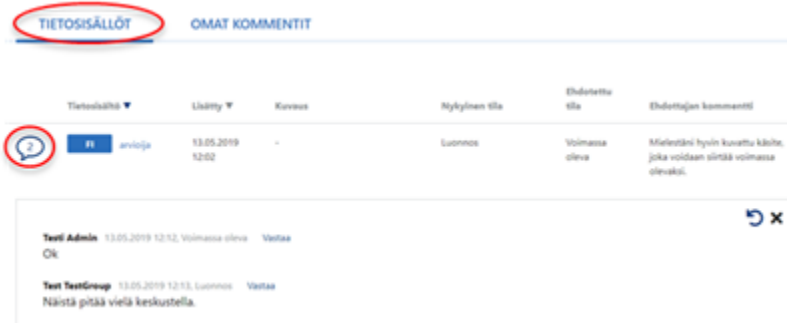 TIETOSISÄLLÖT OMAT KOMMENTIT
Tietosisältö ▼ Lisätty ▼ Kuvaus Nykyinen tila Ehdotettu tila Ehdottajan kommentti
2 FI arvioija 13.05.2019 12:02 - Luonnos Voimassa oleva Mielestäni hyvin kuvattu käsite,
joka voidaan siirtää voimassa
olevaksi.
Testi Admin 13.05.2019 12:12, Voimassa oleva Vastaa
Ok
Test TestGroup 13.05.2019 12:13, Luonnos Vastaa
Näistä pitää vielä keskustella.